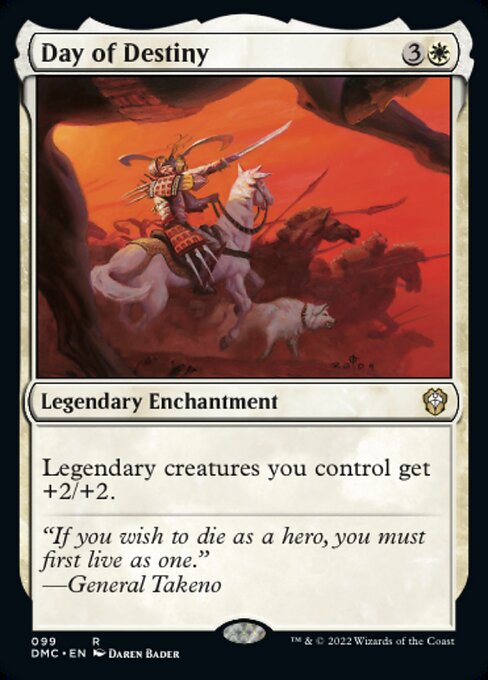 Day of Destiny 3
Legendary Enchantment
Legendary creatures you control get
+2/+2.
“If you wish to die as a hero, you must
first live as one.”
—General Takeno
099 R
DMC • EN DAREN BADER
™ & © 2022 Wizards of the Coast